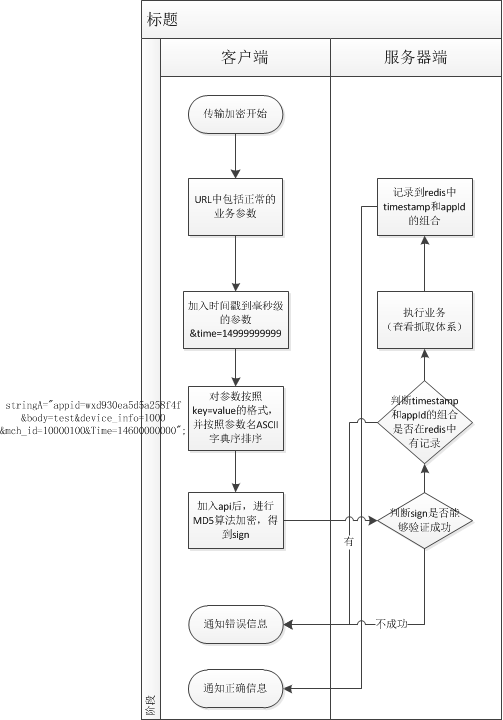 标题
客户端
服务器端
传输加密开始
URL中包括正常的
业务参数
记录到redis中
timestamp和appId
的组合
加入时间戳到毫秒级
的参数
&time=14999999999
执行业务
（查看抓取体系）
stringA="appid=wxd930ea5d5a258f4f
&body=test&device_info=1000
&mch_id=10000100&Time=14600000000";
对参数按照
key=value的格式，
并按照参数名ASCII
字典序排序
判断timestamp
和appId的组合
是否在redis中
有记录
加入api后，进行
MD5算法加密，得
到sign
判断sign是否能
够验证成功
有
通知错误信息
不成功
通知正确信息
阶段